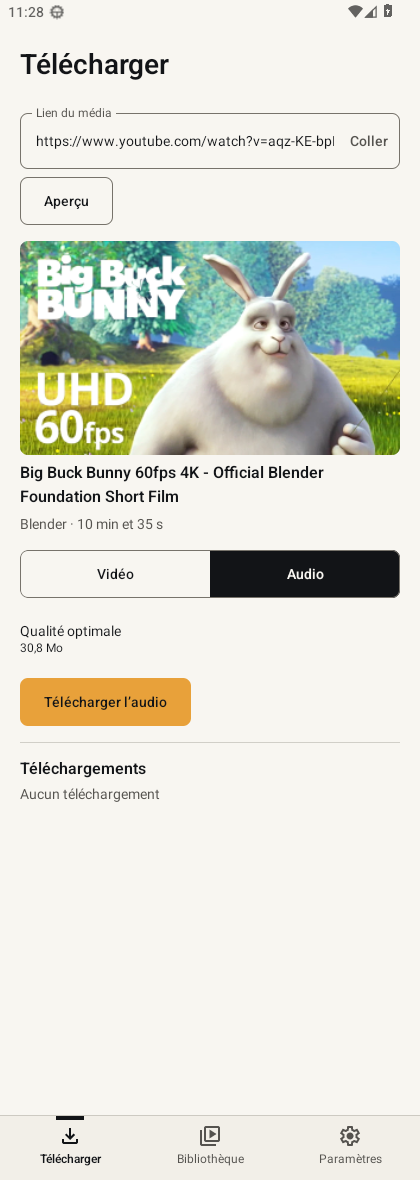 11:28
Télécharger
Lien du média
https://www.youtube.com/watch?v=aqz-KE-bpl
Coller
Aperçu
Big Buck
BUNNY
UHD
60fps
Big Buck Bunny 60fps 4K - Official Blender
Foundation Short Film
Blender · 10 min et 35 s
Vidéo
Audio
Qualité optimale
30,8 Mo
Télécharger l’audio
Téléchargements
Aucun téléchargement
Télécharger
Bibliothèque
Paramètres